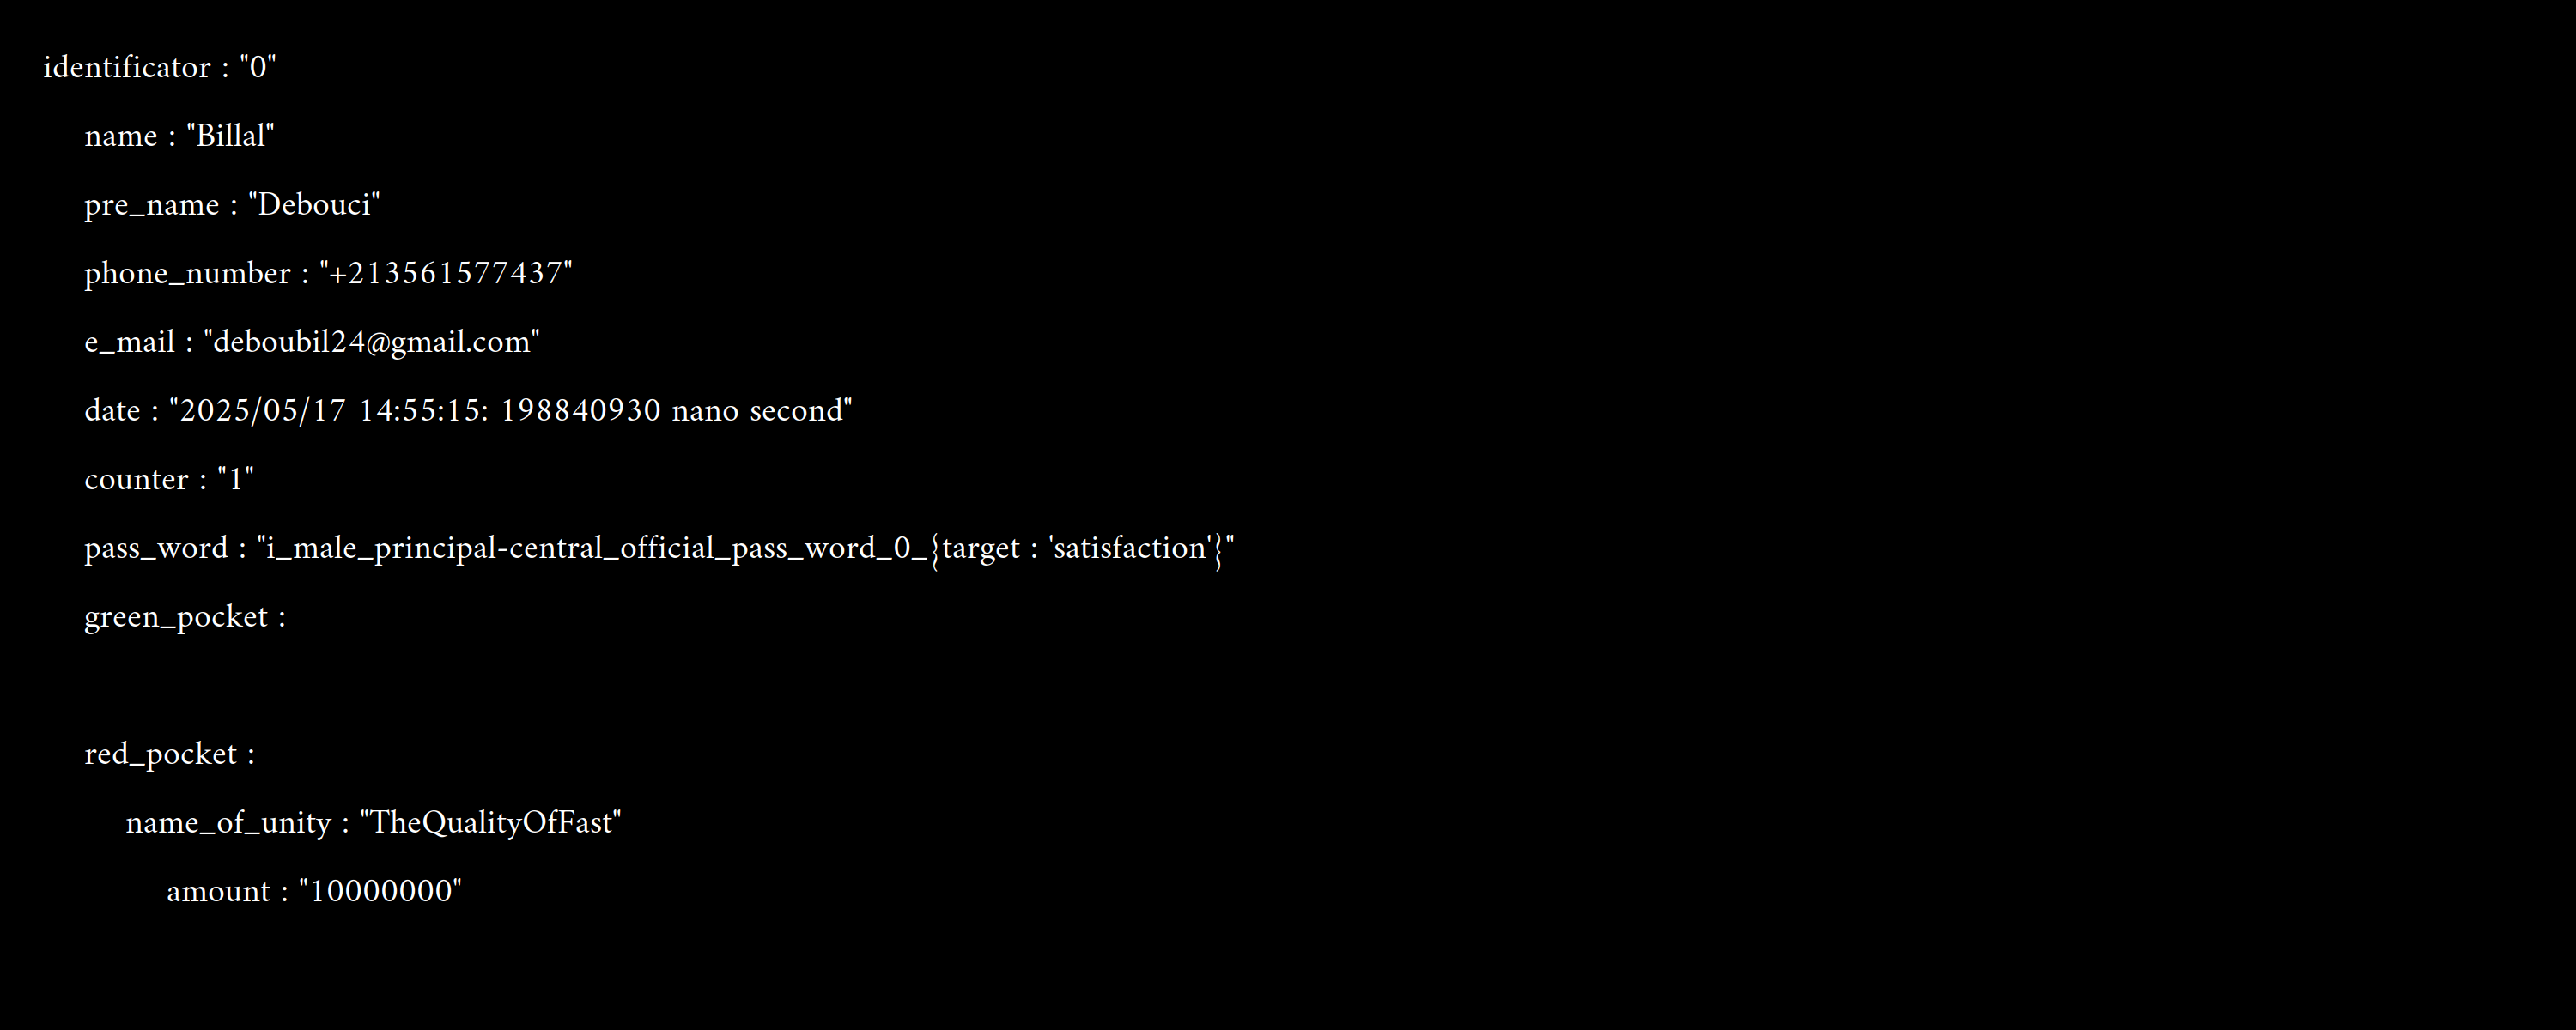 identificator : "0"
name : "Billal"
pre_name : "Debouci"
phone_number : "+213561577437"
e_mail : "deboubil24@gmail.com"
date : "2025/05/17 14:55:15: 198840930 nano second"
counter : "1"
pass_word : "i_male_principal-central_official_pass_word_0_{target : 'satisfaction'}"
green_pocket :
red_pocket :
name_of_unity : "TheQualityOfFast"
amount : "10000000"